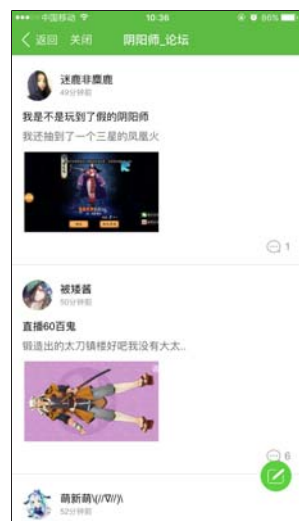 中国移动 10:36 86%
返回 关闭 阴阳师_论坛
迷鹿非麋鹿
49分钟前
我是不是玩到了假的阴阳师
我还抽到了一个三星的凤凰火
1
被矮酱
50分钟前
直播60百鬼
锻造出的太刀镇楼好吧我没有大太..
6
萌新萌\(//∇//)\
52分钟前